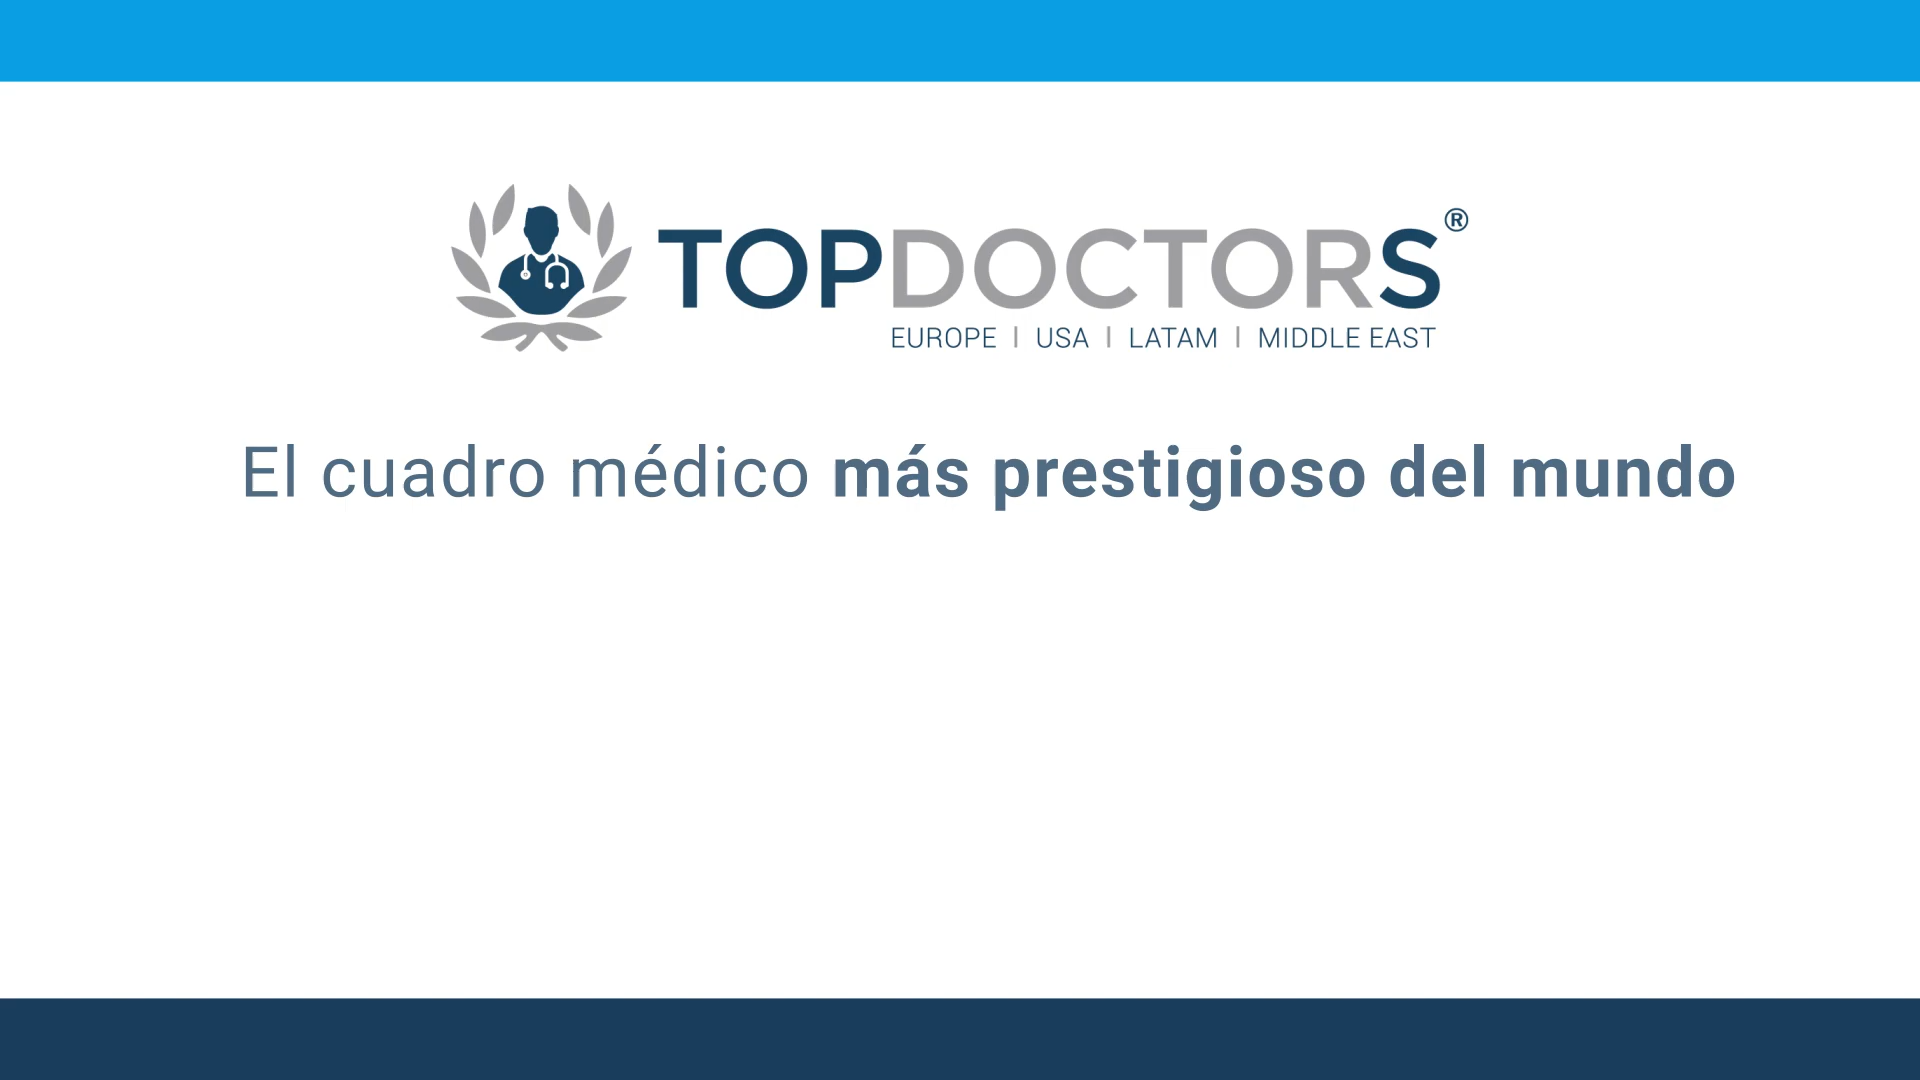 TOPDOCTORS®
EUROPE | USA | LATAM | MIDDLE EAST
El cuadro médico más prestigioso del mundo